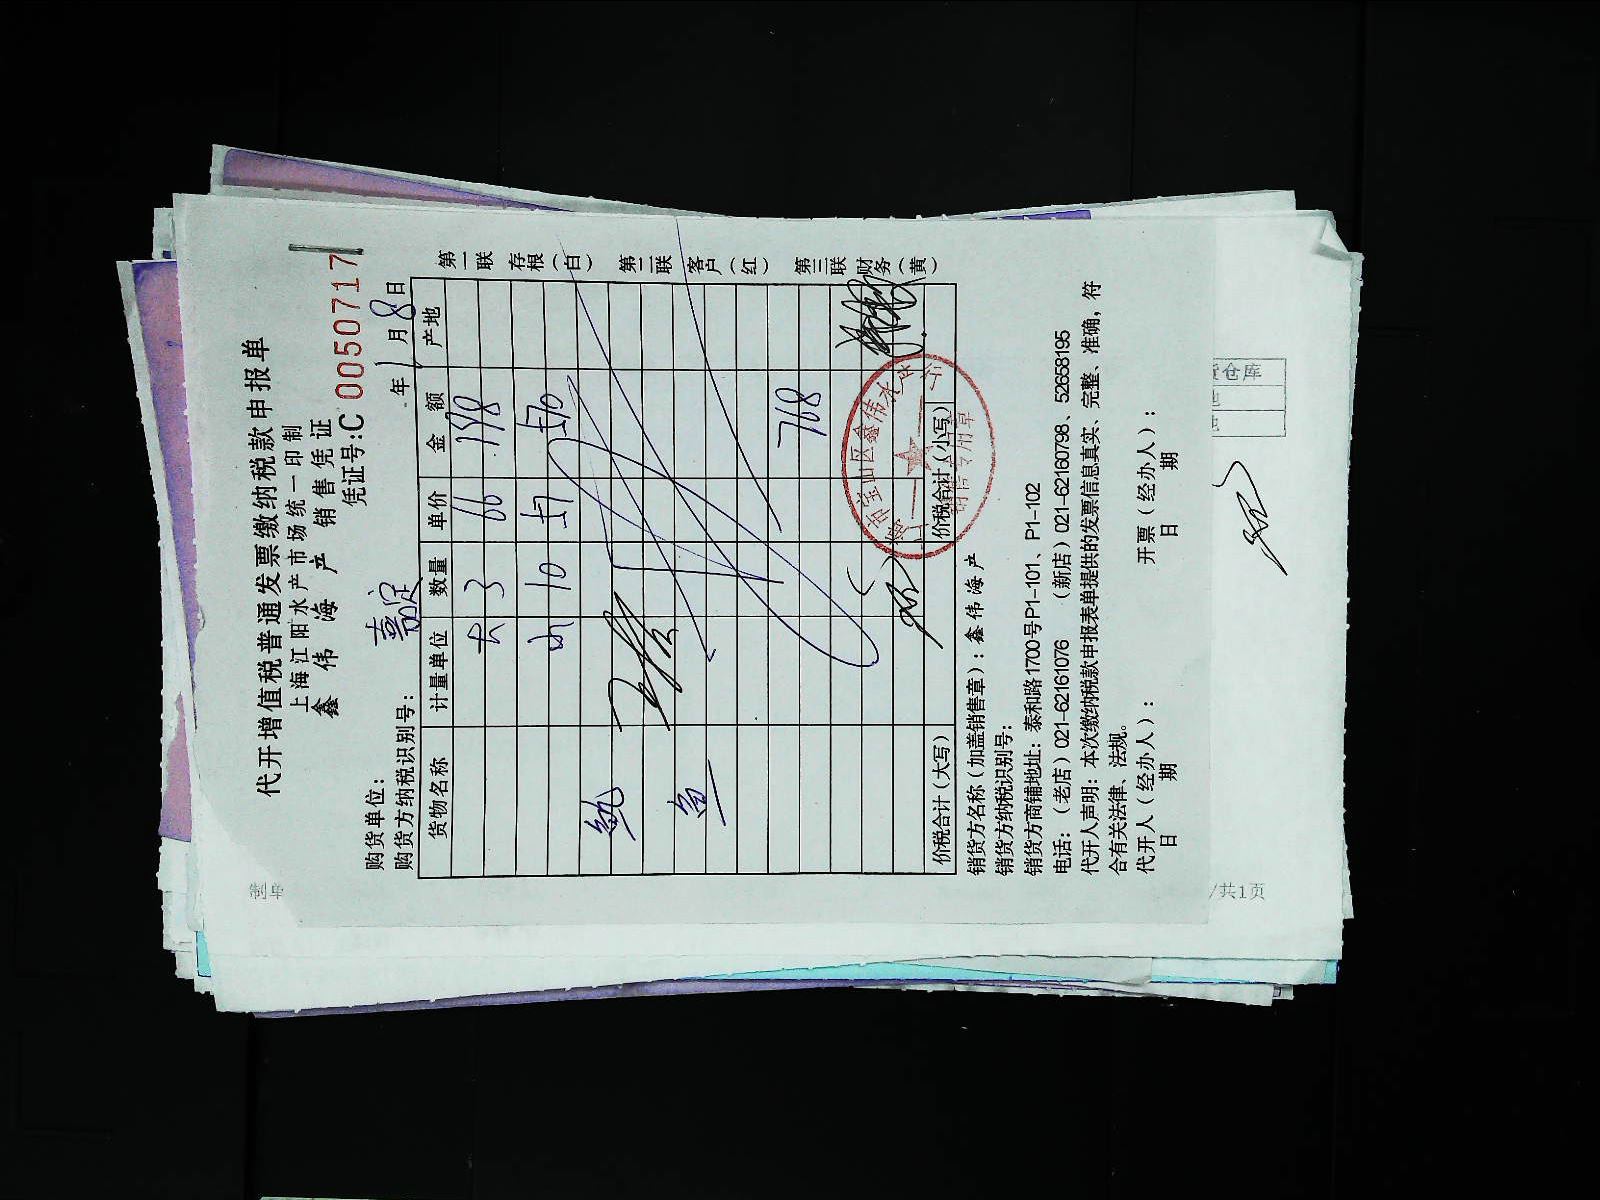 代开增值税普通发票缴纳税款申报单
上海江阳水产市场统一印制
鑫伟海产 销售凭证
凭证号:C 0050717
购货单位： 嘉定
年1月8日
购货方纳税识别号：
货物名称 计量单位 数量 单价 金额 产地
大 3 66 198
小 10 57 570
鲍
鱼
768
价税合计(大写) 价税合计(小写)
第一联 存根(白) 第二联 客户(红) 第三联 财务(黄)
宝山区鑫伟水产行
销货方名称(加盖销售章)：鑫伟海产
销货方纳税识别号：
销货方商铺地址：泰和路1700号P1-101、P1-102
电话：(老店)021-62161076 (新店)021-62160798、52658195
代开人声明：本次缴纳税款申报表单提供的发票信息真实、完整、准确，符
合有关法律、法规。
代开人(经办人)： 开票(经办人)：
日 期 日 期
仓库
/共1页